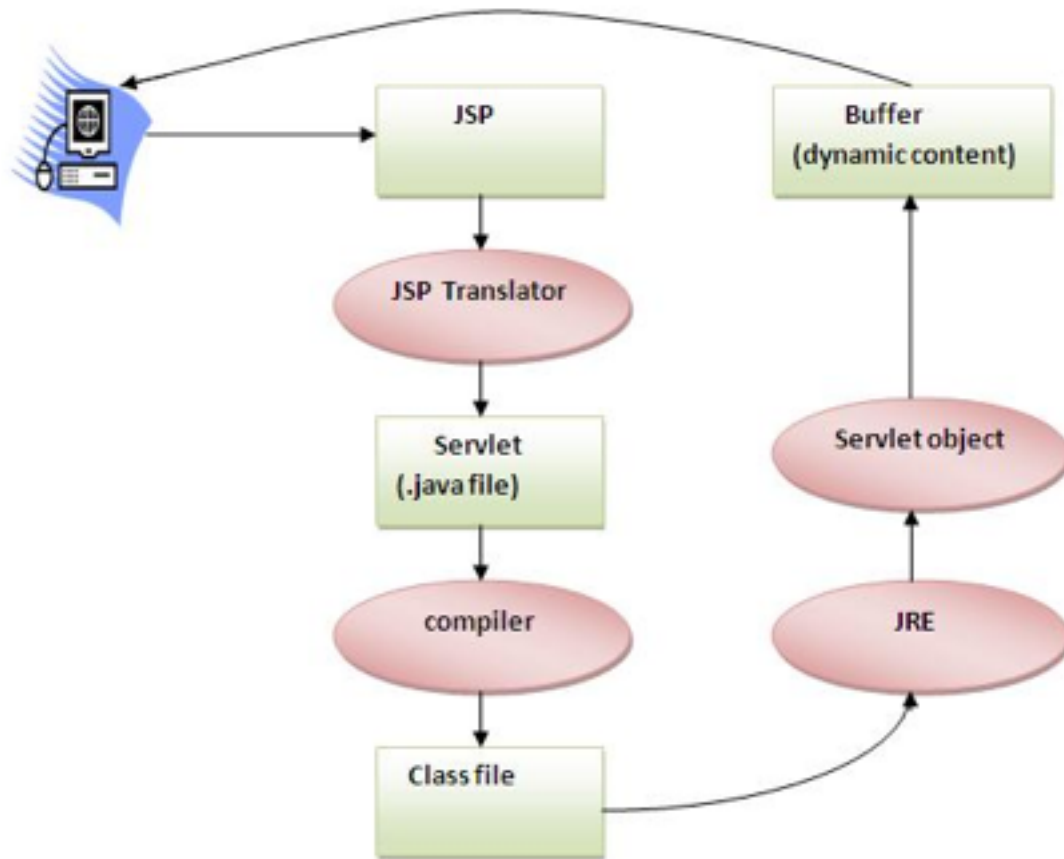 JSP
Buffer
(dynamic content)
JSP Translator
Servlet
(.java file)
Servlet object
compiler
JRE
Class file